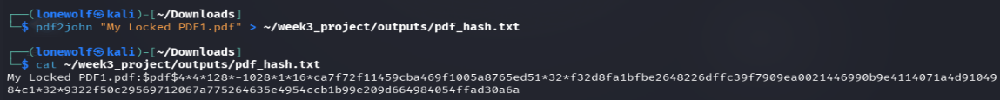 ┌──(lonewolf㉿kali)-[~/Downloads]
└─$ pdf2john "My Locked PDF1.pdf" > ~/week3_project/outputs/pdf_hash.txt
┌──(lonewolf㉿kali)-[~/Downloads]
└─$ cat ~/week3_project/outputs/pdf_hash.txt
My Locked PDF1.pdf:$pdf$4*4*128*-1028*1*16*ca7f72f11459cba469f1005a8765ed51*32*f32d8fa1bfbe2648226dffc39f7909ea0021446990b9e4114071a4d91049
84c1*32*9322f50c29569712067a775264635e4954ccb1b99e209d664984054ffad30a6a